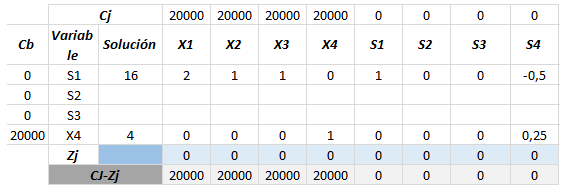 Cj 20000 20000 20000 20000 0 0 0 0
Cb Variable Solución X1 X2 X3 X4 S1 S2 S3 S4
0 S1 16 2 1 1 0 1 0 0 -0,5
0 S2
0 S3
20000 X4 4 0 0 0 1 0 0 0,25
Zj 0 0 0 0 0 0 0 0
CJ-Zj 20000 20000 20000 20000 0 0 0 0